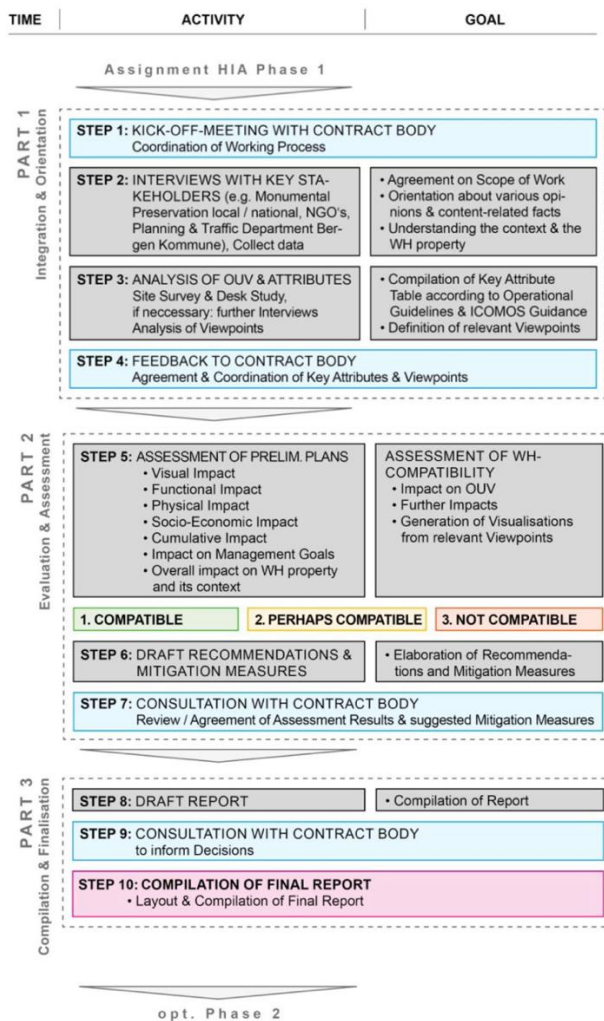 TIME ACTIVITY GOAL
Assignment HIA Phase 1
PART 1
Integration & Orientation
STEP 1: KICK-OFF-MEETING WITH CONTRACT BODY
Coordination of Working Process
STEP 2: INTERVIEWS WITH KEY STA-
KEHOLDERS (e.g. Monumental
Preservation local / national, NGO's,
Planning & Traffic Department Ber-
gen Kommune), Collect data
• Agreement on Scope of Work
• Orientation about various opi-
nions & content-related facts
• Understanding the context & the
WH property
STEP 3: ANALYSIS OF OUV & ATTRIBUTES
Site Survey & Desk Study,
if neccessary: further Interviews
Analysis of Viewpoints
• Compilation of Key Attribute
Table according to Operational
Guidelines & ICOMOS Guidance
• Definition of relevant Viewpoints
STEP 4: FEEDBACK TO CONTRACT BODY
Agreement & Coordination of Key Attributes & Viewpoints
PART 2
Evaluation & Assessment
STEP 5: ASSESSMENT OF PRELIM. PLANS
• Visual Impact
• Functional Impact
• Physical Impact
• Socio-Economic Impact
• Cumulative Impact
• Impact on Management Goals
• Overall impact on WH property
and its context
ASSESSMENT OF WH-
COMPATIBILITY
• Impact on OUV
• Further Impacts
• Generation of Visualisations
from relevant Viewpoints
1. COMPATIBLE 2. PERHAPS COMPATIBLE 3. NOT COMPATIBLE
STEP 6: DRAFT RECOMMENDATIONS &
MITIGATION MEASURES
• Elaboration of Recommenda-
tions and Mitigation Measures
STEP 7: CONSULTATION WITH CONTRACT BODY
Review / Agreement of Assessment Results & suggested Mitigation Measures
PART 3
Compilation & Finalisation
STEP 8: DRAFT REPORT
• Compilation of Report
STEP 9: CONSULTATION WITH CONTRACT BODY
to inform Decisions
STEP 10: COMPILATION OF FINAL REPORT
• Layout & Compilation of Final Report
opt. Phase 2